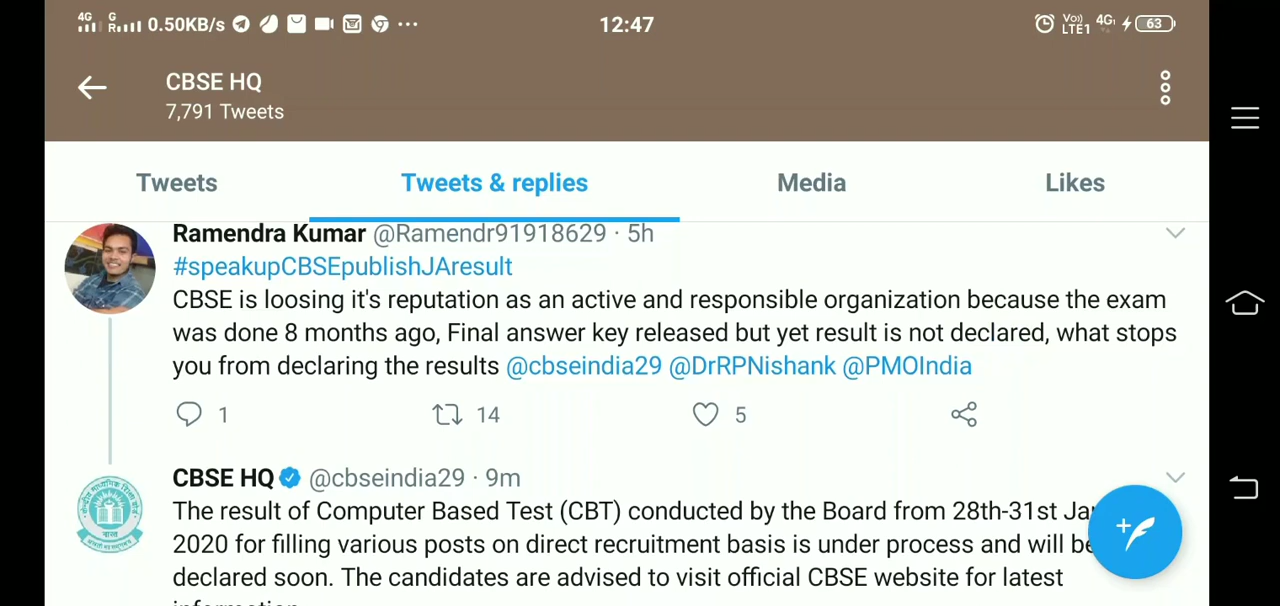 4G G R 0.50KB/s 12:47 Vo)) LTE1 4G 63
CBSE HQ
7,791 Tweets
Tweets Tweets & replies Media Likes
Ramendra Kumar @Ramendr91918629 · 5h
#speakupCBSEpublishJAresult
CBSE is loosing it's reputation as an active and responsible organization because the exam
was done 8 months ago, Final answer key released but yet result is not declared, what stops
you from declaring the results @cbseindia29 @DrRPNishank @PMOIndia
1 14 5
CBSE HQ @cbseindia29 · 9m
The result of Computer Based Test (CBT) conducted by the Board from 28th-31st
2020 for filling various posts on direct recruitment basis is under process and will be
declared soon. The candidates are advised to visit official CBSE website for latest